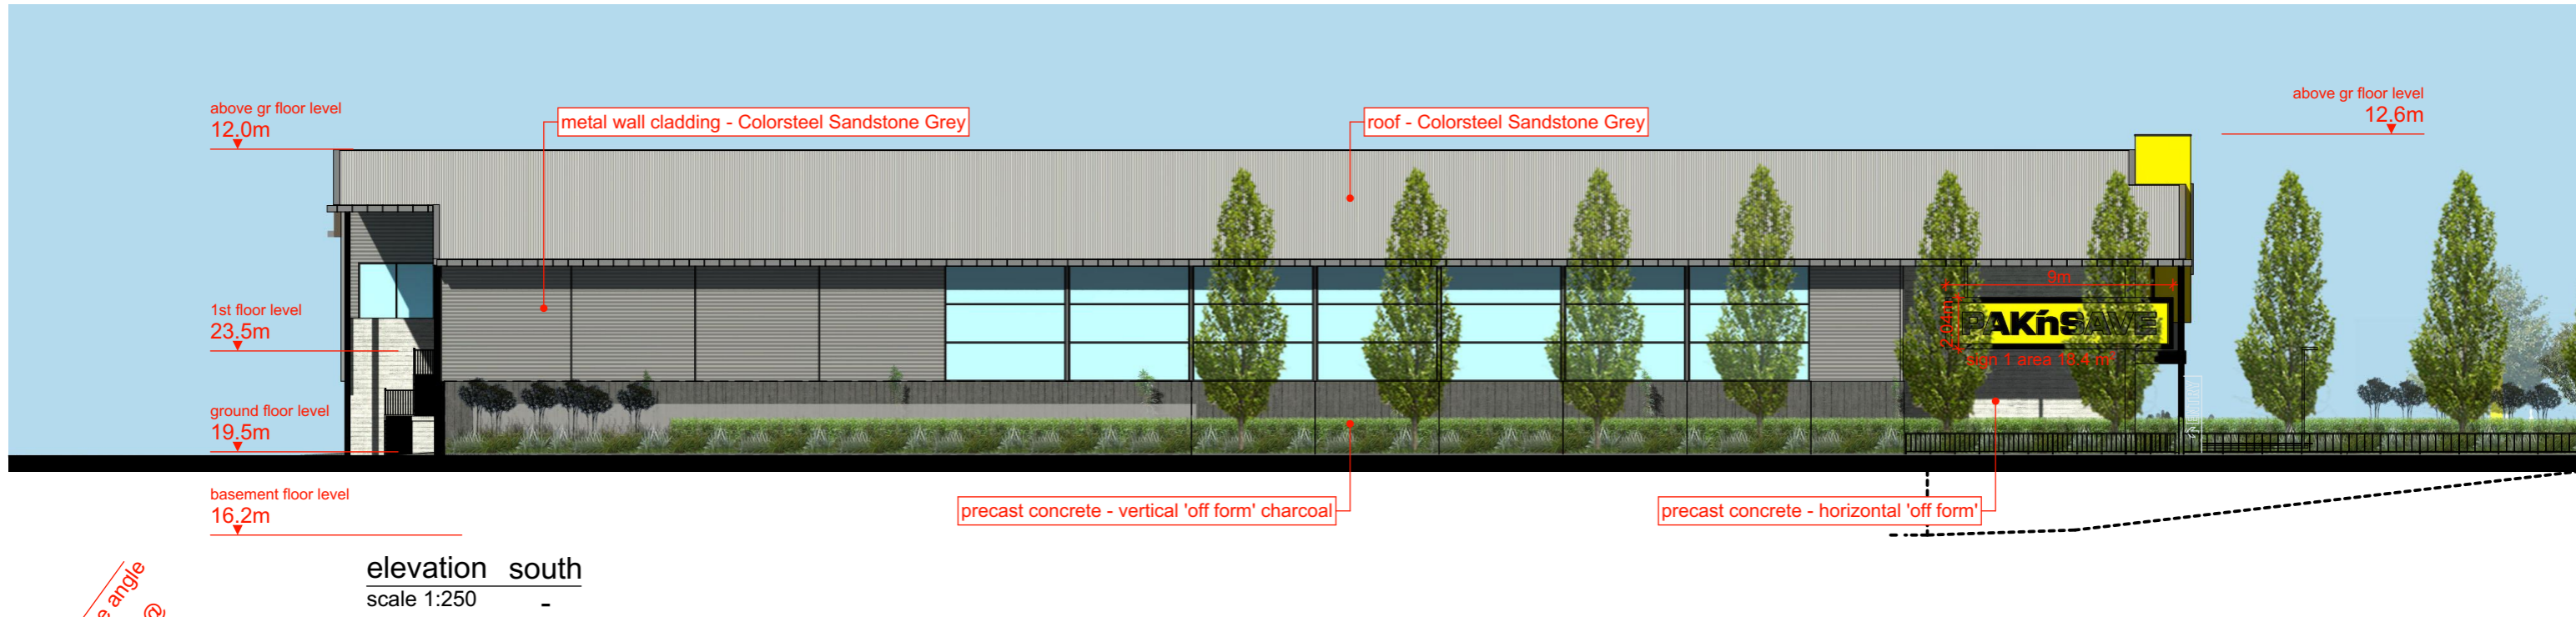 above gr floor level
12.0m
metal wall cladding - Colorsteel Sandstone Grey
roof - Colorsteel Sandstone Grey
above gr floor level
12.6m
9m
1st floor level
23.5m
2.04m
PAK'nSAVE
sign 1 area 18.4 m²
ground floor level
19.5m
basement floor level
16.2m
precast concrete - vertical 'off form' charcoal
precast concrete - horizontal 'off form'
elevation south
scale 1:250 -
e angle
@